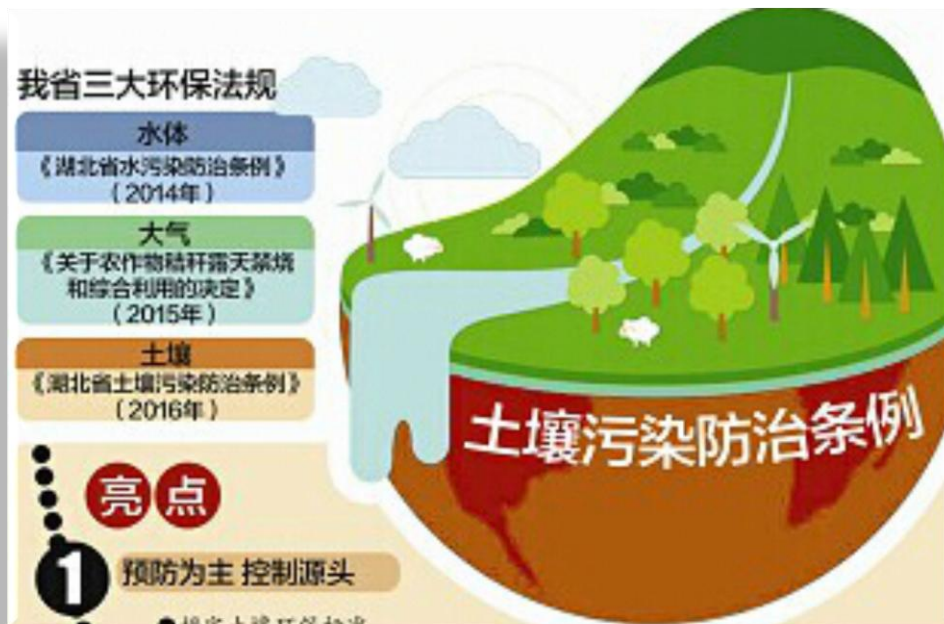 我省三大环保法规
水体
《湖北省水污染防治条例》
（2014年）
大气
《关于农作物秸秆露天禁烧
和综合利用的决定》
（2015年）
土壤
《湖北省土壤污染防治条例》
（2016年）
土壤污染防治条例
亮点
1
预防为主 控制源头